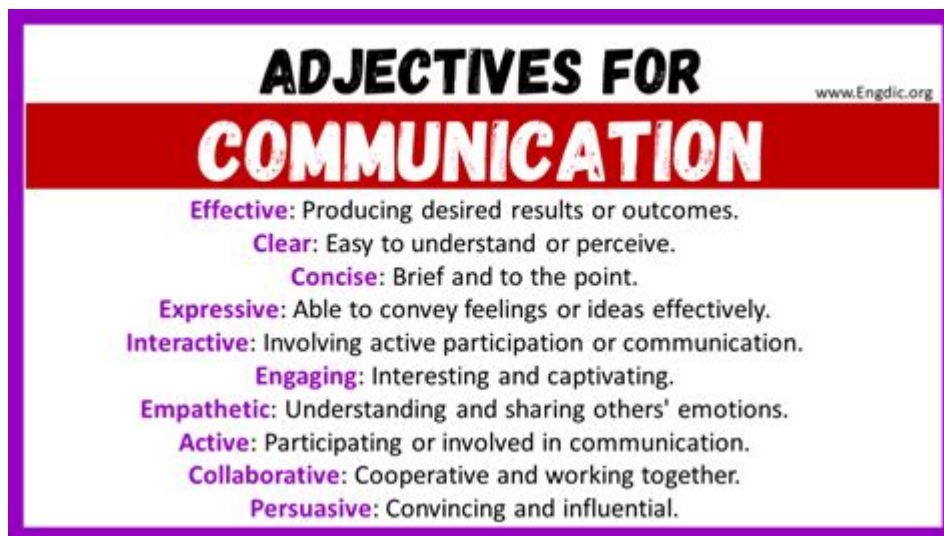 ADJECTIVES FOR
www.Engdic.org
COMMUNICATION
Effective: Producing desired results or outcomes.
Clear: Easy to understand or perceive.
Concise: Brief and to the point.
Expressive: Able to convey feelings or ideas effectively.
Interactive: Involving active participation or communication.
Engaging: Interesting and captivating.
Empathetic: Understanding and sharing others' emotions.
Active: Participating or involved in communication.
Collaborative: Cooperative and working together.
Persuasive: Convincing and influential.